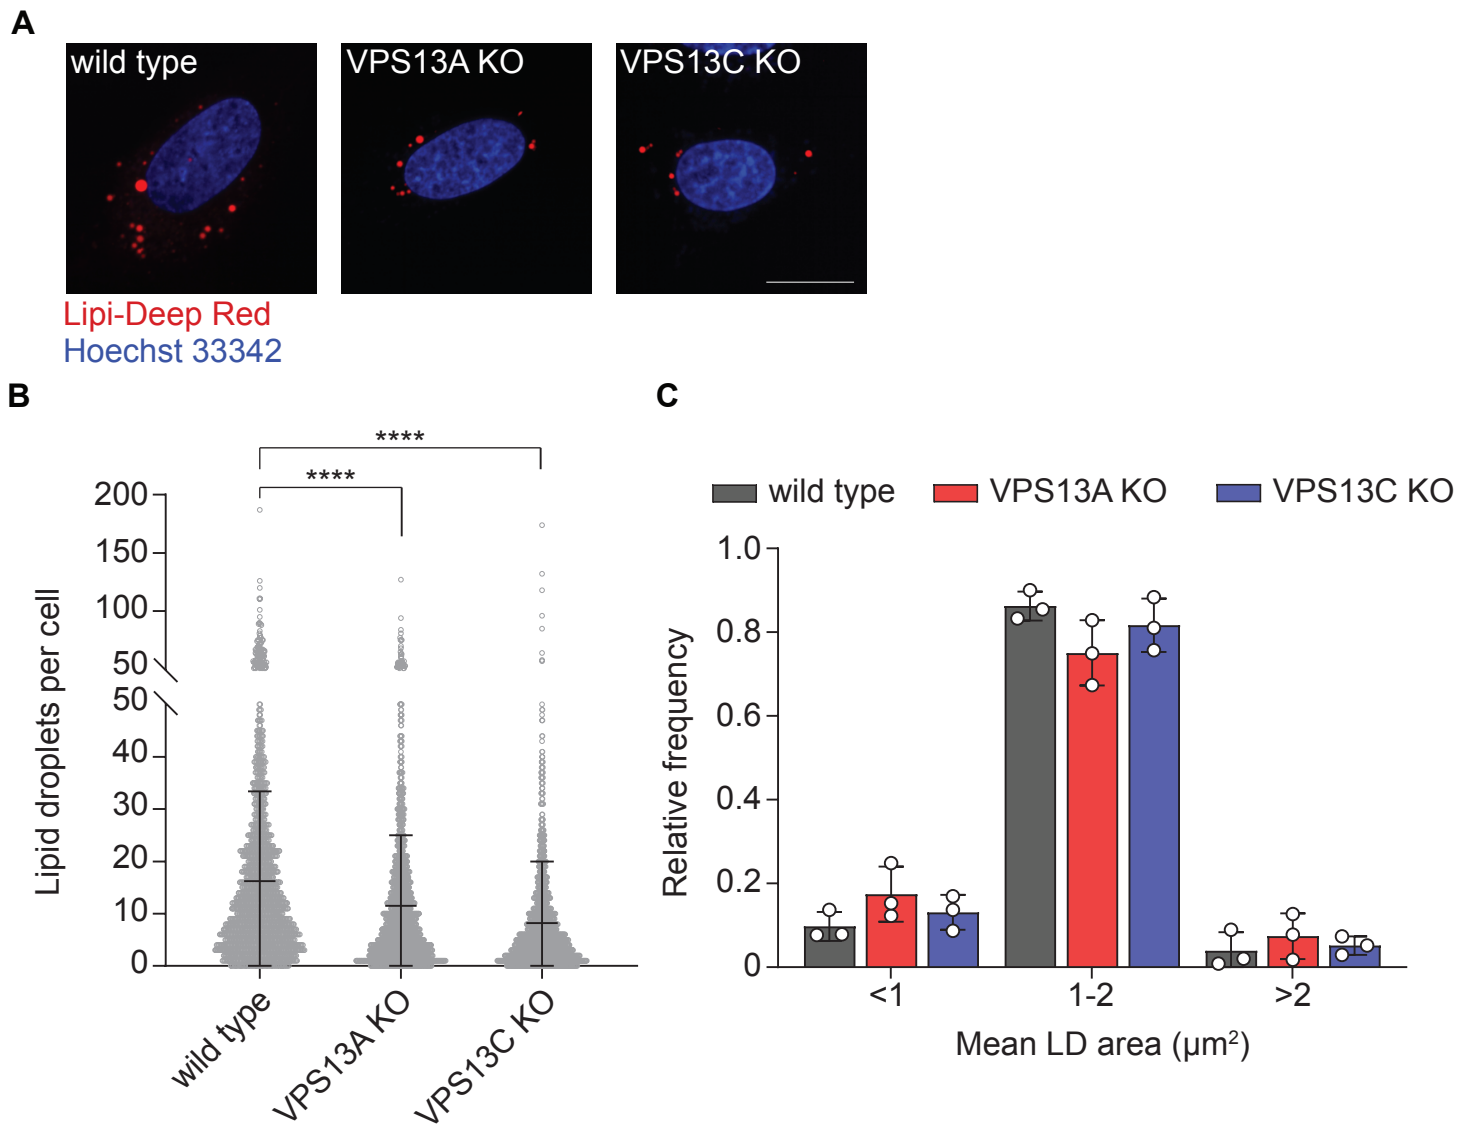 A
wild type
VPS13A KO
VPS13C KO
Lipi-Deep Red
Hoechst 33342
B
****
****
200
150
100
50
50
40
30
20
10
0
Lipid droplets per cell
wild type
VPS13A KO
VPS13C KO
C
wild type
VPS13A KO
VPS13C KO
1.0
0.8
0.6
0.4
0.2
0
Relative frequency
<1
1-2
>2
Mean LD area (µm²)